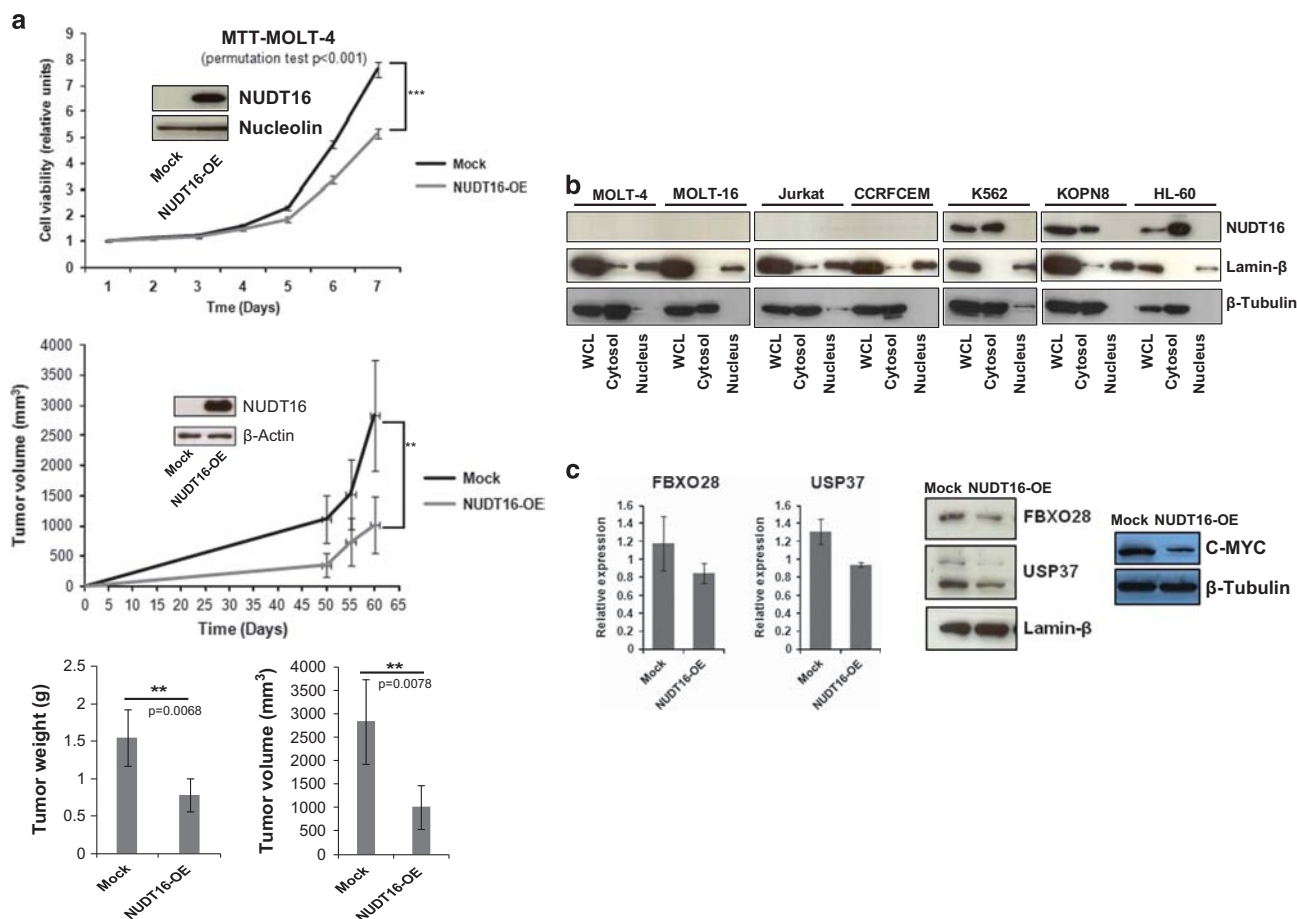 a
MTT-MOLT-4
(permutation test p<0.001)
9
8
7
6
5
4
3
2
1
0
Cell viability (relative units)
NUDT16
Nucleolin
Mock
NUDT16-OE
***
Mock
NUDT16-OE
1 2 3 4 5 6 7
Tme (Days)
4000
3500
3000
2500
2000
1500
1000
500
0
Tumor volume (mm³)
NUDT16
β-Actin
Mock
NUDT16-OE
**
Mock
NUDT16-OE
0 5 10 15 20 25 30 35 40 45 50 55 60 65
Time (Days)
2.5
2
1.5
1
0.5
0
Tumor weight (g)
**
p=0.0068
Mock
NUDT16-OE
4000
3500
3000
2500
2000
1500
1000
500
0
Tumor volume (mm³)
**
p=0.0078
Mock
NUDT16-OE
b
MOLT-4 MOLT-16 Jurkat CCRFCEM K562 KOPN8 HL-60
NUDT16
Lamin-β
β-Tubulin
WCL Cytosol Nucleus WCL Cytosol Nucleus WCL Cytosol Nucleus WCL Cytosol Nucleus WCL Cytosol Nucleus WCL Cytosol Nucleus WCL Cytosol Nucleus
c
FBXO28
1.6
1.4
1.2
1
0.8
0.6
0.4
0.2
0
Relative expression
Mock
NUDT16-OE
USP37
1.6
1.4
1.2
1
0.8
0.6
0.4
0.2
0
Relative expression
Mock
NUDT16-OE
Mock NUDT16-OE
FBXO28
USP37
Lamin-β
Mock NUDT16-OE
C-MYC
β-Tubulin